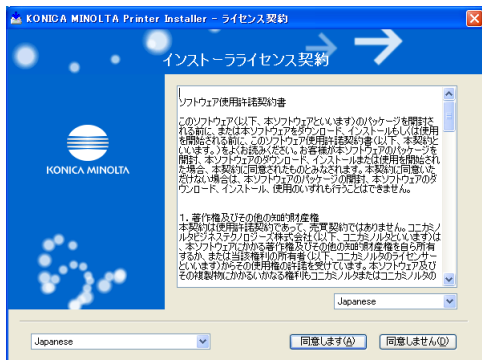 KONICA MINOLTA Printer Installer - ライセンス契約
インストーラライセンス契約
KONICA MINOLTA
ソフトウェア使用許諾契約書
このソフトウェア(以下、本ソフトウェアといいます)のパッケージを開封さ
れる前に、または本ソフトウェアをダウンロード、インストールもしくは使用
を開始される前に、このソフトウェア使用許諾契約書(以下、本契約と
いいます。)をよくお読みください。お客様が本ソフトウェアのパッケージを
開封、本ソフトウェアのダウンロード、インストールまたは使用を開始され
た場合、本契約に同意されたものとみなされます。本契約に同意いた
だけない場合は、本ソフトウェアのパッケージの開封、本ソフトウェアのダ
ウンロード、インストール、使用のいずれも行うことはできません。
1. 著作権及びその他の知的財産権
本契約は使用許諾契約であって、売買契約ではありません。コニカミノ
ルタビジネステクノロジーズ株式会社(以下、コニカミノルタといいます)は
、本ソフトウェアにかかる著作権及びその他の知的財産権を自ら所有
するか、または当該権利の所有者(以下、コニカミノルタのライセンサー
といいます)からその使用権の許諾を受けています。本ソフトウェア及び
その複製物にかかるいかなる権利もコニカミノルタまたはコニカミノルタの
Japanese
Japanese
同意します(A)
同意しません(D)